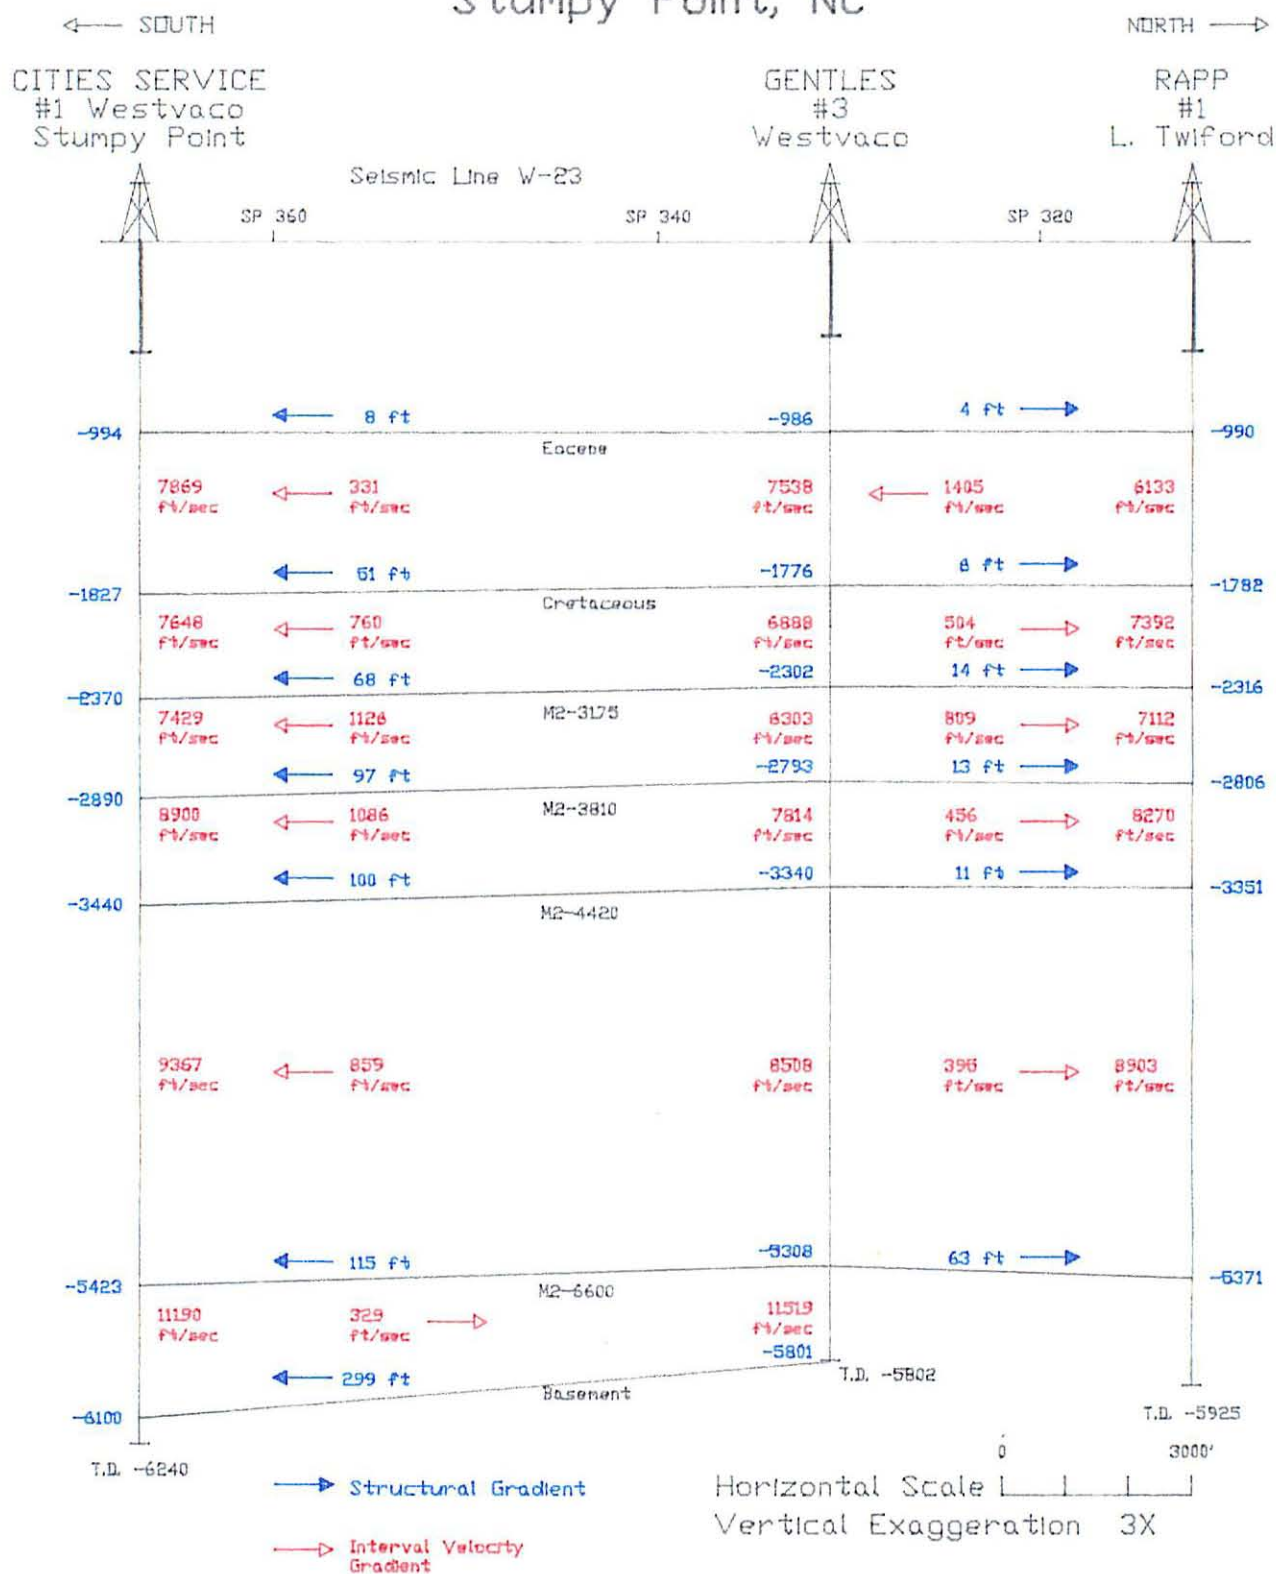 Stumpy Point, NC
SOUTH
NORTH
CITIES SERVICE
#1 Westvaco
Stumpy Point
GENTLES
#3
Westvaco
RAPP
#1
L. Twiford
Seismic Line W-23
SP 360
SP 340
SP 320
8 ft
4 ft
-994
-986
-990
Eocene
7869
ft/sec
331
ft/sec
7538
ft/sec
1405
ft/sec
6133
ft/sec
51 ft
-1776
6 ft
-1827
-1782
Cretaceous
7648
ft/sec
760
ft/sec
6888
ft/sec
504
ft/sec
7392
ft/sec
68 ft
-2302
14 ft
-2370
-2316
M2-3175
7429
ft/sec
1126
ft/sec
6303
ft/sec
809
ft/sec
7112
ft/sec
97 ft
-2793
13 ft
-2890
-2806
M2-3810
8900
ft/sec
1086
ft/sec
7814
ft/sec
456
ft/sec
8270
ft/sec
100 ft
-3340
11 ft
-3440
-3351
M2-4420
9367
ft/sec
859
ft/sec
8508
ft/sec
395
ft/sec
8903
ft/sec
115 ft
-5308
63 ft
-5423
-5371
M2-6600
11190
ft/sec
329
ft/sec
11519
ft/sec
-5801
299 ft
T.D. -5802
Basement
-6100
T.D. -5925
T.D. -6240
0 3000'
Structural Gradient
Horizontal Scale
Vertical Exaggeration 3X
Interval Velocity
Gradient